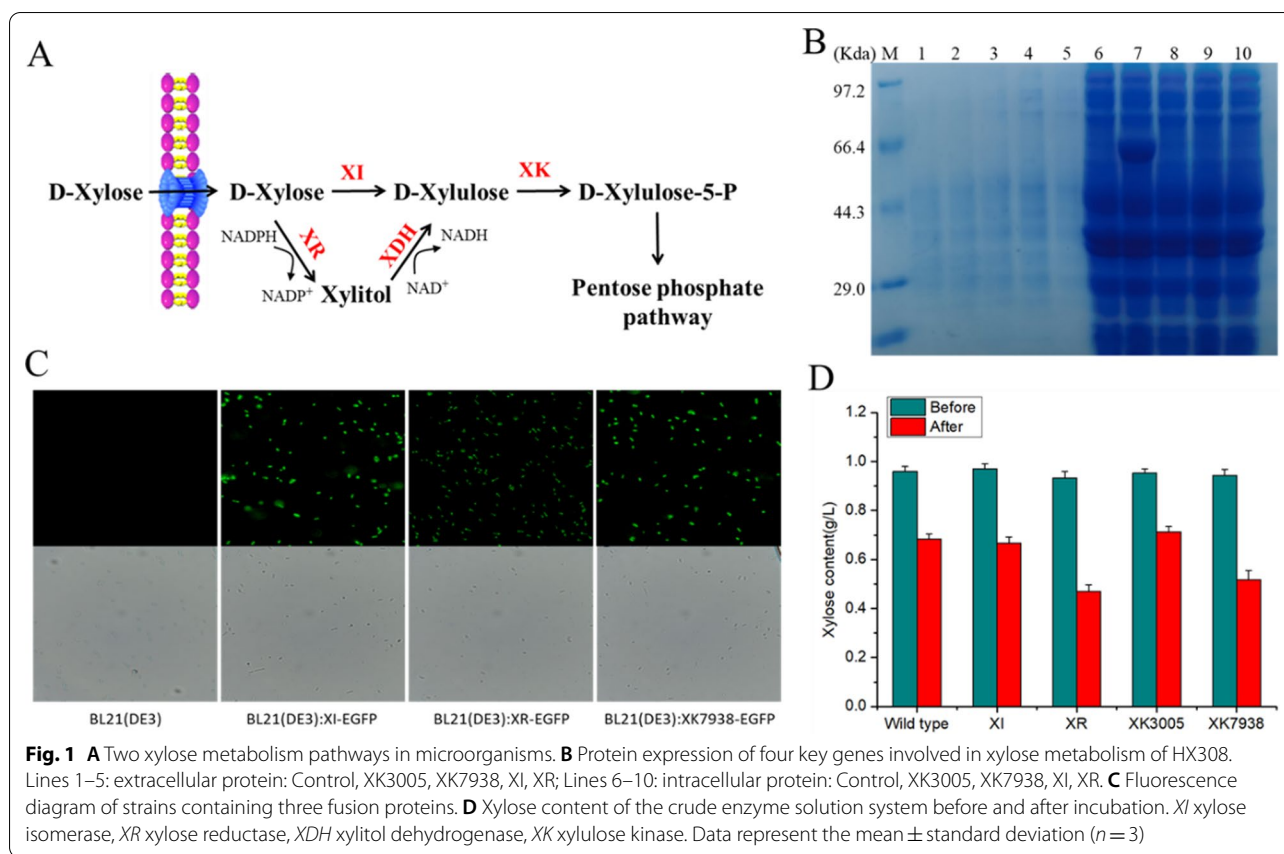 A
D-Xylose
D-Xylose
XI
D-Xylulose
XK
D-Xylulose-5-P
NADPH
XR
NADP+
Xylitol
XDH
NADH
NAD+
Pentose phosphate
pathway
B
(Kda) M 1 2 3 4 5 6 7 8 9 10
97.2
66.4
44.3
29.0
C
BL21(DE3)
BL21(DE3):XI-EGFP
BL21(DE3):XR-EGFP
BL21(DE3):XK7938-EGFP
D
Before
After
Xylose content(g/L)
1.2
1.0
0.8
0.6
0.4
0.2
0.0
Wild type
XI
XR
XK3005
XK7938
Fig. 1 A Two xylose metabolism pathways in microorganisms. B Protein expression of four key genes involved in xylose metabolism of HX308.
Lines 1–5: extracellular protein: Control, XK3005, XK7938, XI, XR; Lines 6–10: intracellular protein: Control, XK3005, XK7938, XI, XR. C Fluorescence
diagram of strains containing three fusion proteins. D Xylose content of the crude enzyme solution system before and after incubation. XI xylose
isomerase, XR xylose reductase, XDH xylitol dehydrogenase, XK xylulose kinase. Data represent the mean ± standard deviation (n = 3)